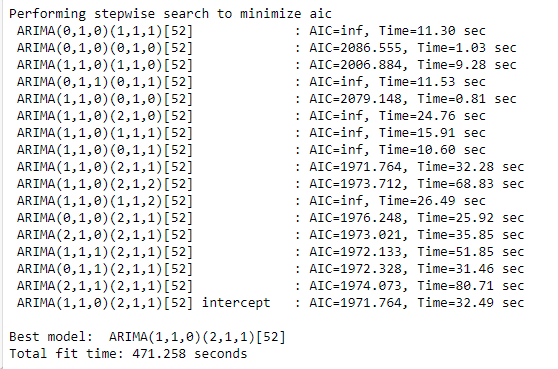 Performing stepwise search to minimize aic
ARIMA(0,1,0)(1,1,1)[52] : AIC=inf, Time=11.30 sec
ARIMA(0,1,0)(0,1,0)[52] : AIC=2086.555, Time=1.03 sec
ARIMA(1,1,0)(1,1,0)[52] : AIC=2006.884, Time=9.28 sec
ARIMA(0,1,1)(0,1,1)[52] : AIC=inf, Time=11.53 sec
ARIMA(1,1,0)(0,1,0)[52] : AIC=2079.148, Time=0.81 sec
ARIMA(1,1,0)(2,1,0)[52] : AIC=inf, Time=24.76 sec
ARIMA(1,1,0)(1,1,1)[52] : AIC=inf, Time=15.91 sec
ARIMA(1,1,0)(0,1,1)[52] : AIC=inf, Time=10.60 sec
ARIMA(1,1,0)(2,1,1)[52] : AIC=1971.764, Time=32.28 sec
ARIMA(1,1,0)(2,1,2)[52] : AIC=1973.712, Time=68.83 sec
ARIMA(1,1,0)(1,1,2)[52] : AIC=inf, Time=26.49 sec
ARIMA(0,1,0)(2,1,1)[52] : AIC=1976.248, Time=25.92 sec
ARIMA(2,1,0)(2,1,1)[52] : AIC=1973.021, Time=35.85 sec
ARIMA(1,1,1)(2,1,1)[52] : AIC=1972.133, Time=51.85 sec
ARIMA(0,1,1)(2,1,1)[52] : AIC=1972.328, Time=31.46 sec
ARIMA(2,1,1)(2,1,1)[52] : AIC=1974.073, Time=80.71 sec
ARIMA(1,1,0)(2,1,1)[52] intercept : AIC=1971.764, Time=32.49 sec
Best model: ARIMA(1,1,0)(2,1,1)[52]
Total fit time: 471.258 seconds